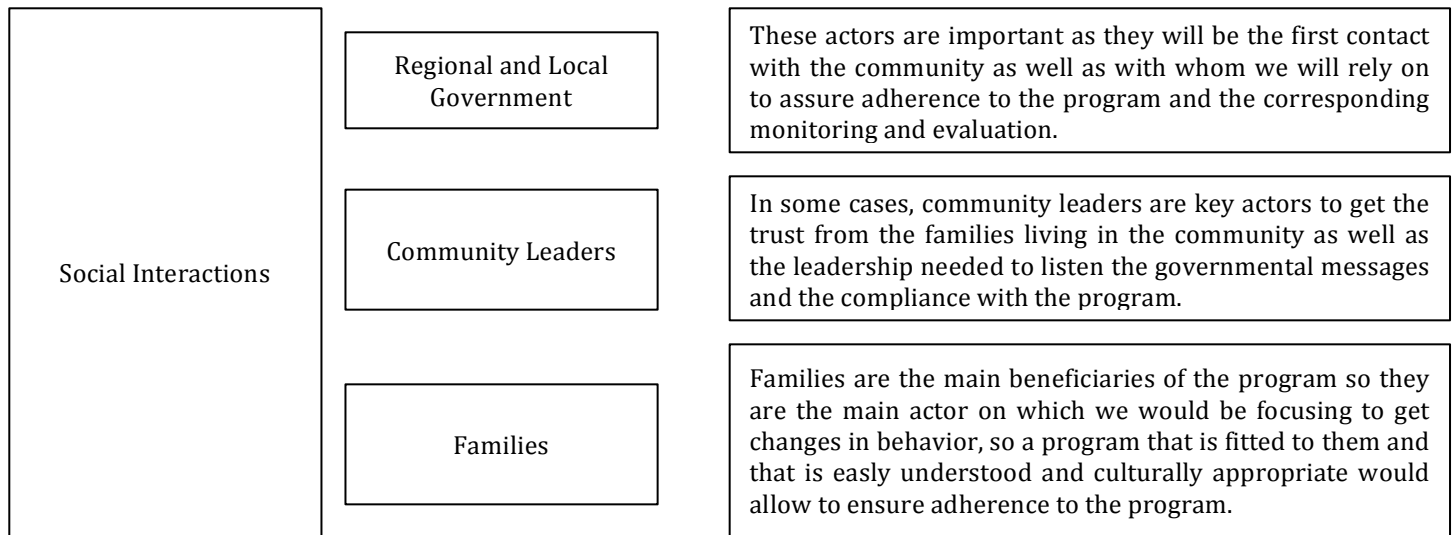 Social Interactions
Regional and Local
Government
These actors are important as they will be the first contact
with the community as well as with whom we will rely on
to assure adherence to the program and the corresponding
monitoring and evaluation.
Community Leaders
In some cases, community leaders are key actors to get the
trust from the families living in the community as well as
the leadership needed to listen the governmental messages
and the compliance with the program.
Families
Families are the main beneficiaries of the program so they
are the main actor on which we would be focusing to get
changes in behavior, so a program that is fitted to them and
that is easly understood and culturally appropriate would
allow to ensure adherence to the program.